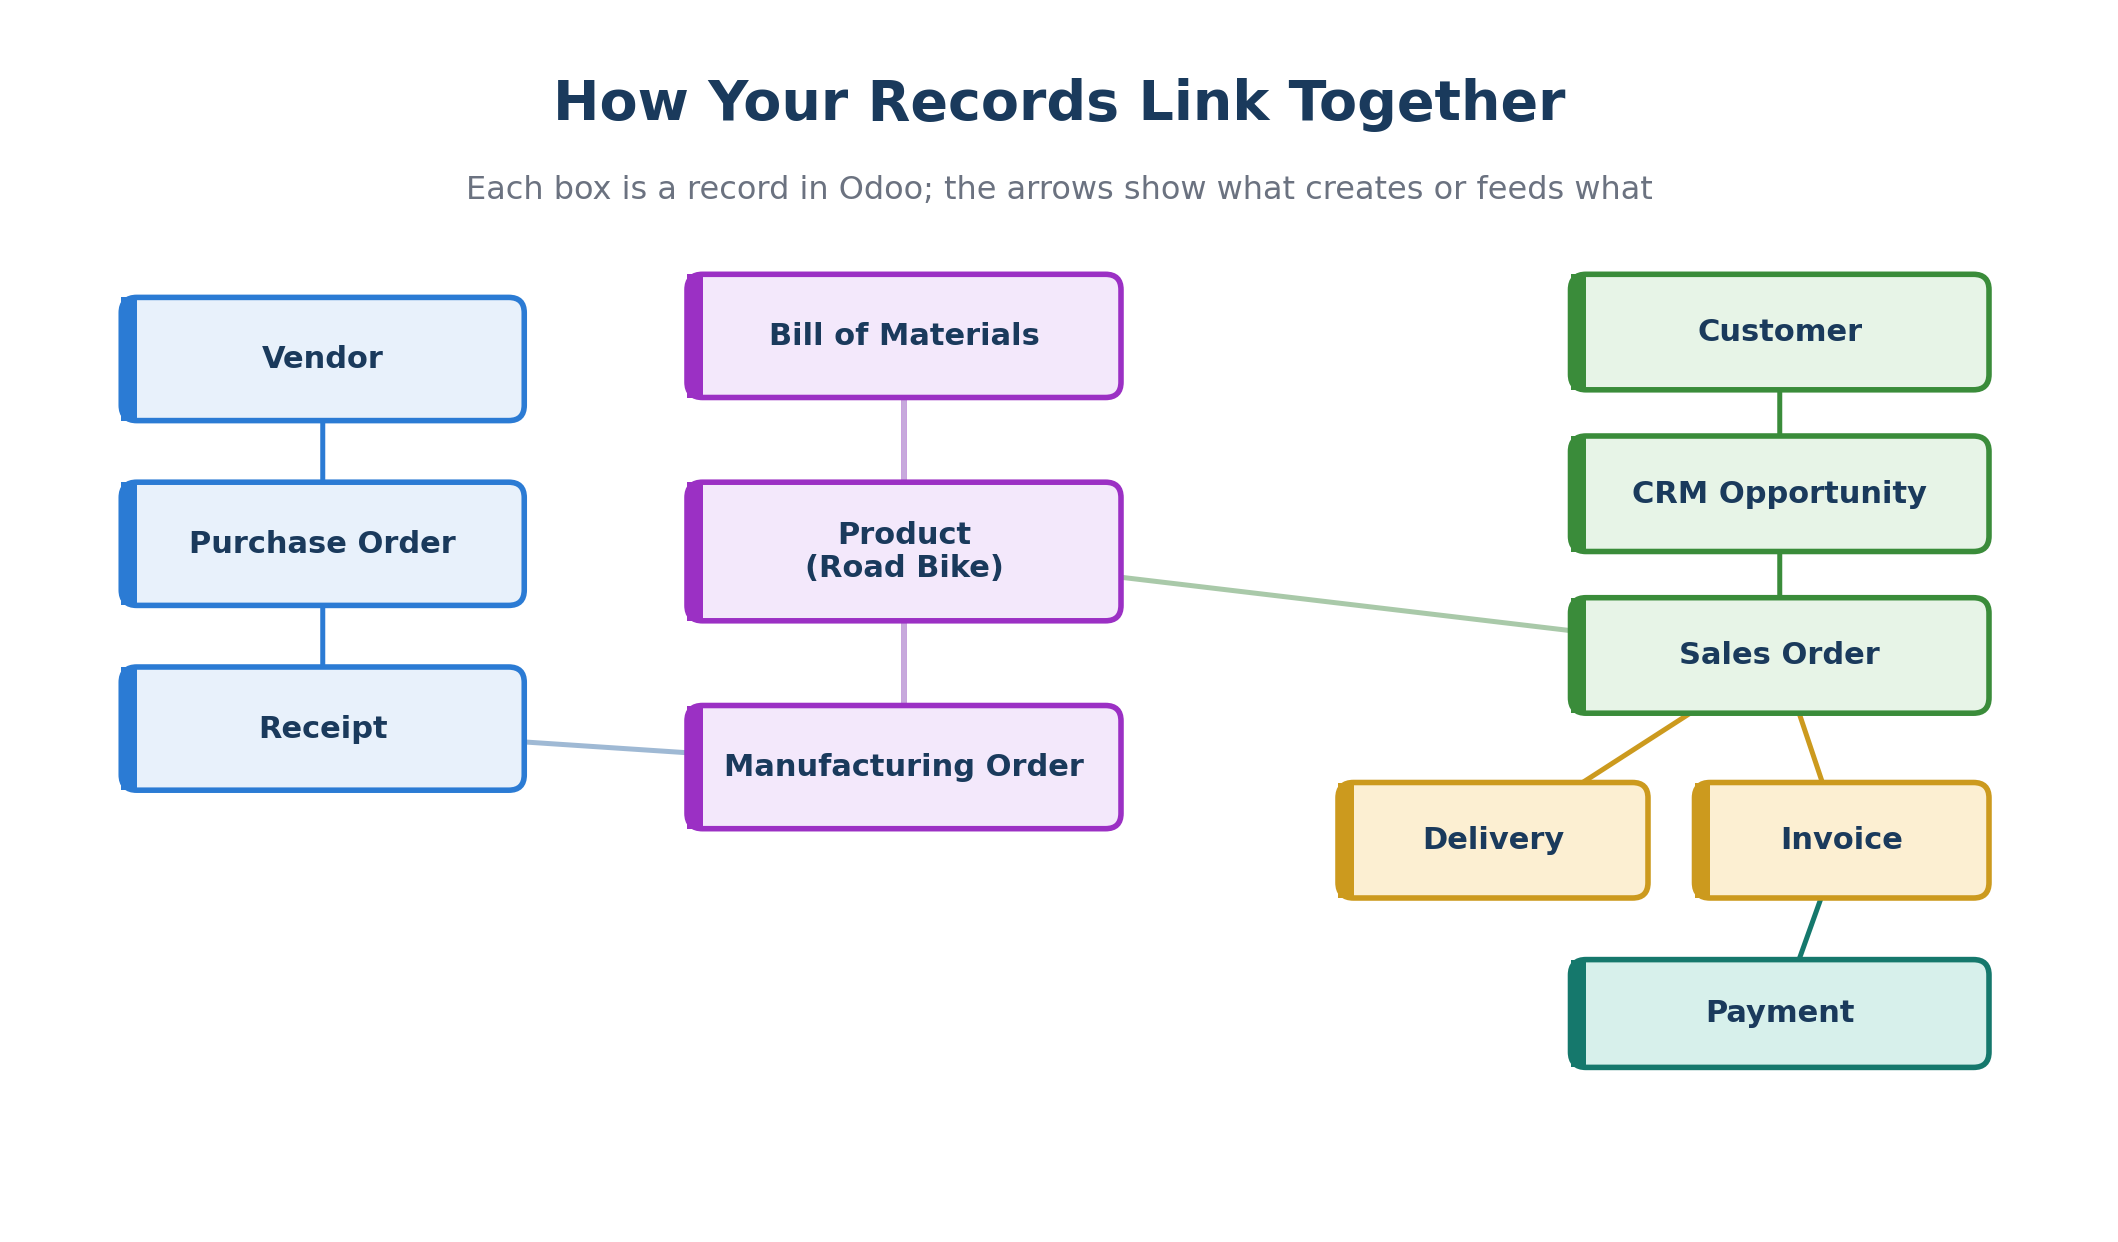 How Your Records Link Together
Each box is a record in Odoo; the arrows show what creates or feeds what
Vendor
Purchase Order
Receipt
Bill of Materials
Product
(Road Bike)
Manufacturing Order
Customer
CRM Opportunity
Sales Order
Delivery
Invoice
Payment